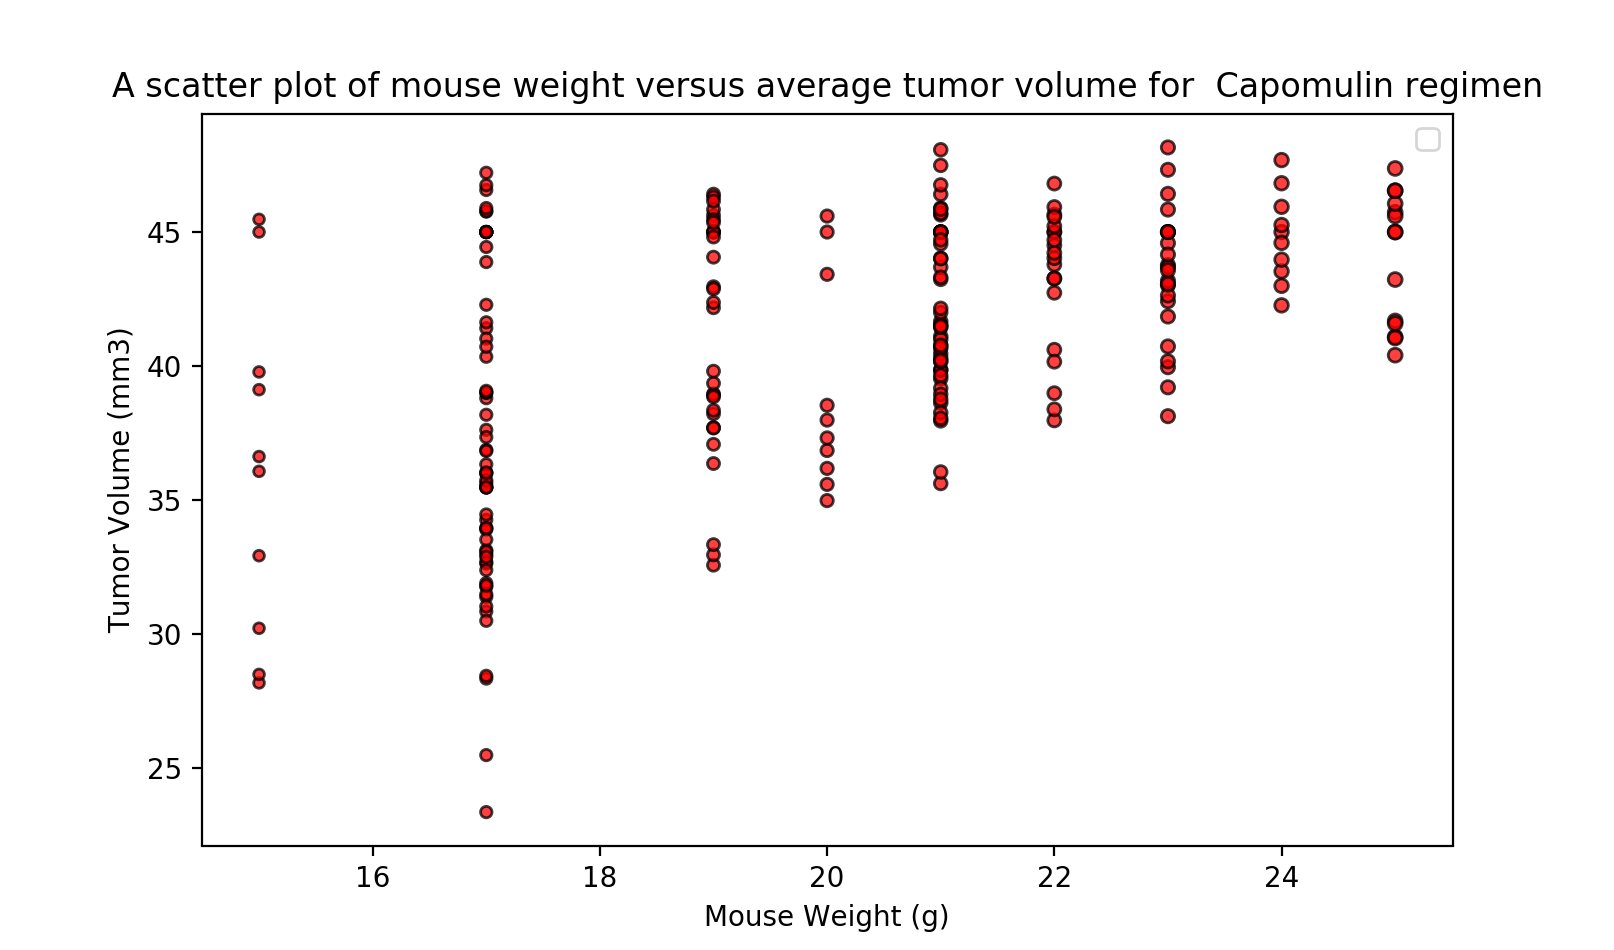 A scatter plot of mouse weight versus average tumor volume for  Capomulin regimen
Tumor Volume (mm3)
45
40
35
30
25
16 18 20 22 24
Mouse Weight (g)